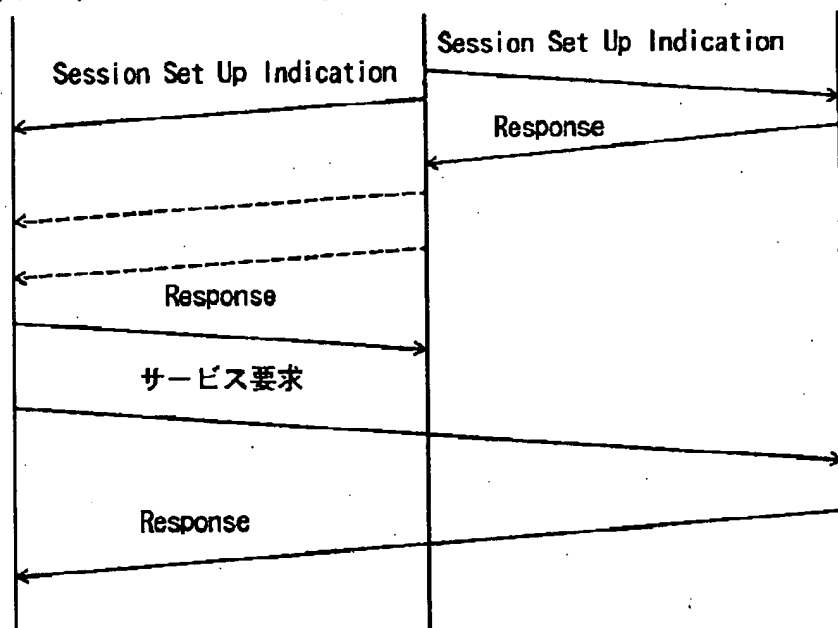 Session Set Up Indication
Session Set Up Indication
Response
Response
サービス要求
Response